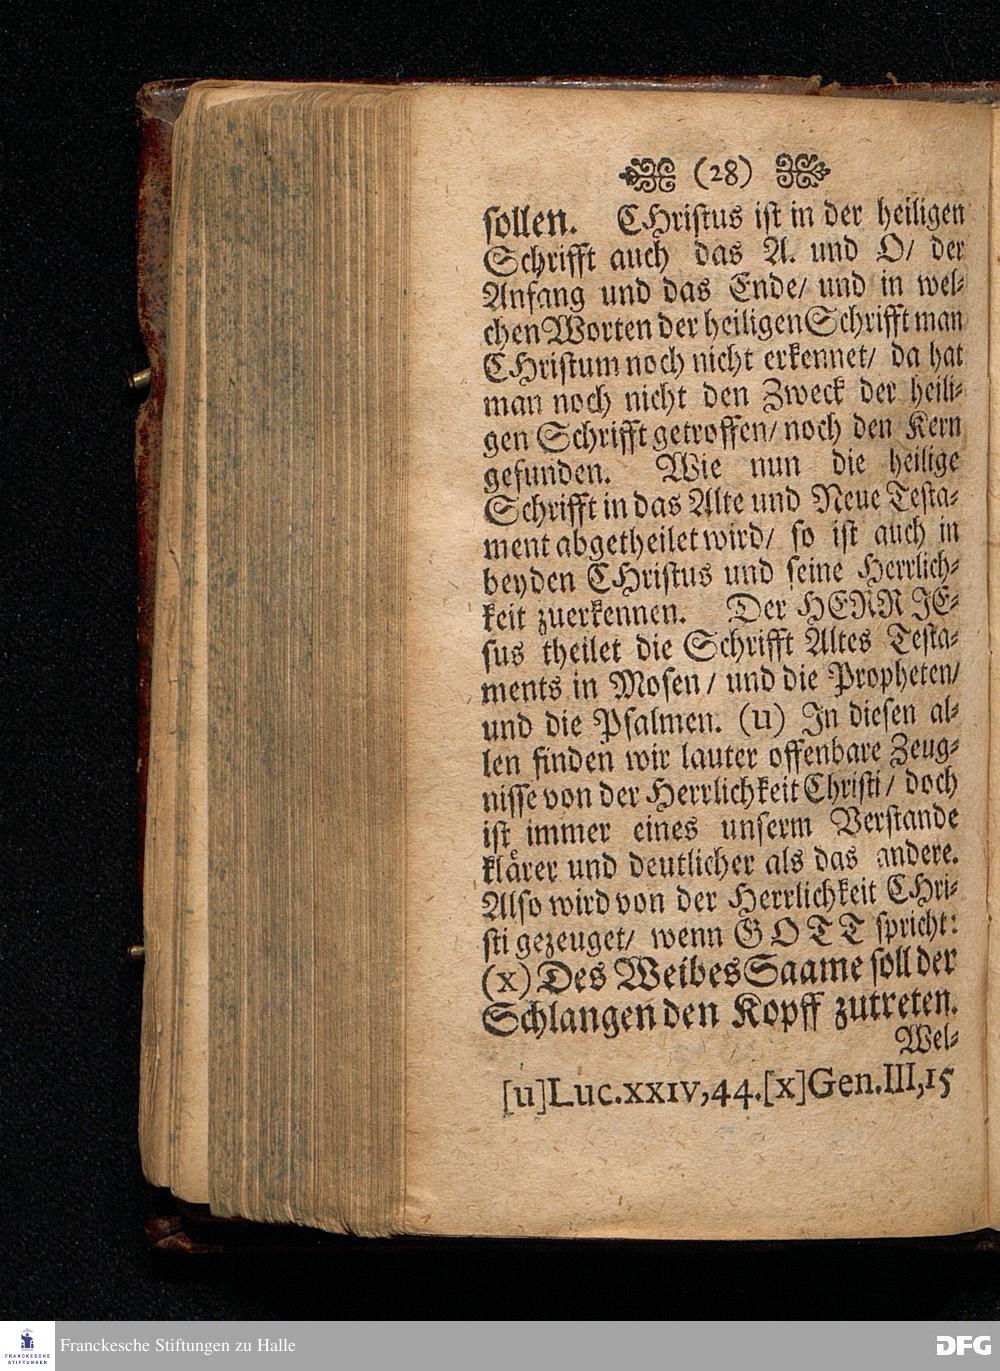 (28)
sollen. CHristus ist in der heiligen
Schrifft auch das A. und O/ der
Anfang und das Ende/ und in wel-
chen Worten der heiligen Schrifft man
CHristum noch nicht erkennet/ da hat
man noch nicht den Zweck der heili-
gen Schrifft getroffen/ noch den Kern
gefunden. Wie nun die heilige
Schrifft in das Alte und Neue Testa-
ment abgetheilet wird/ so ist auch in
beyden CHristus und seine Herrlich-
keit zuerkennen. Der HERR JE-
sus theilet die Schrifft Altes Testa-
ments in Mosen / und die Propheten/
und die Psalmen. (u) In diesen al-
len finden wir lauter offenbare Zeug-
nisse von der Herrlichkeit Christi / doch
ist immer eines unserm Verstande
klärer und deutlicher als das andere.
Also wird von der Herrlichkeit CHri-
sti gezeuget/ wenn GOTT spricht:
(x) Des Weibes Saame soll der
Schlangen den Kopff zutreten.
Wel-
[u]Luc.xxiv,44.[x]Gen.III,15
FRANCKESCHE
STIFTUNGEN
Franckesche Stiftungen zu Halle
DFG